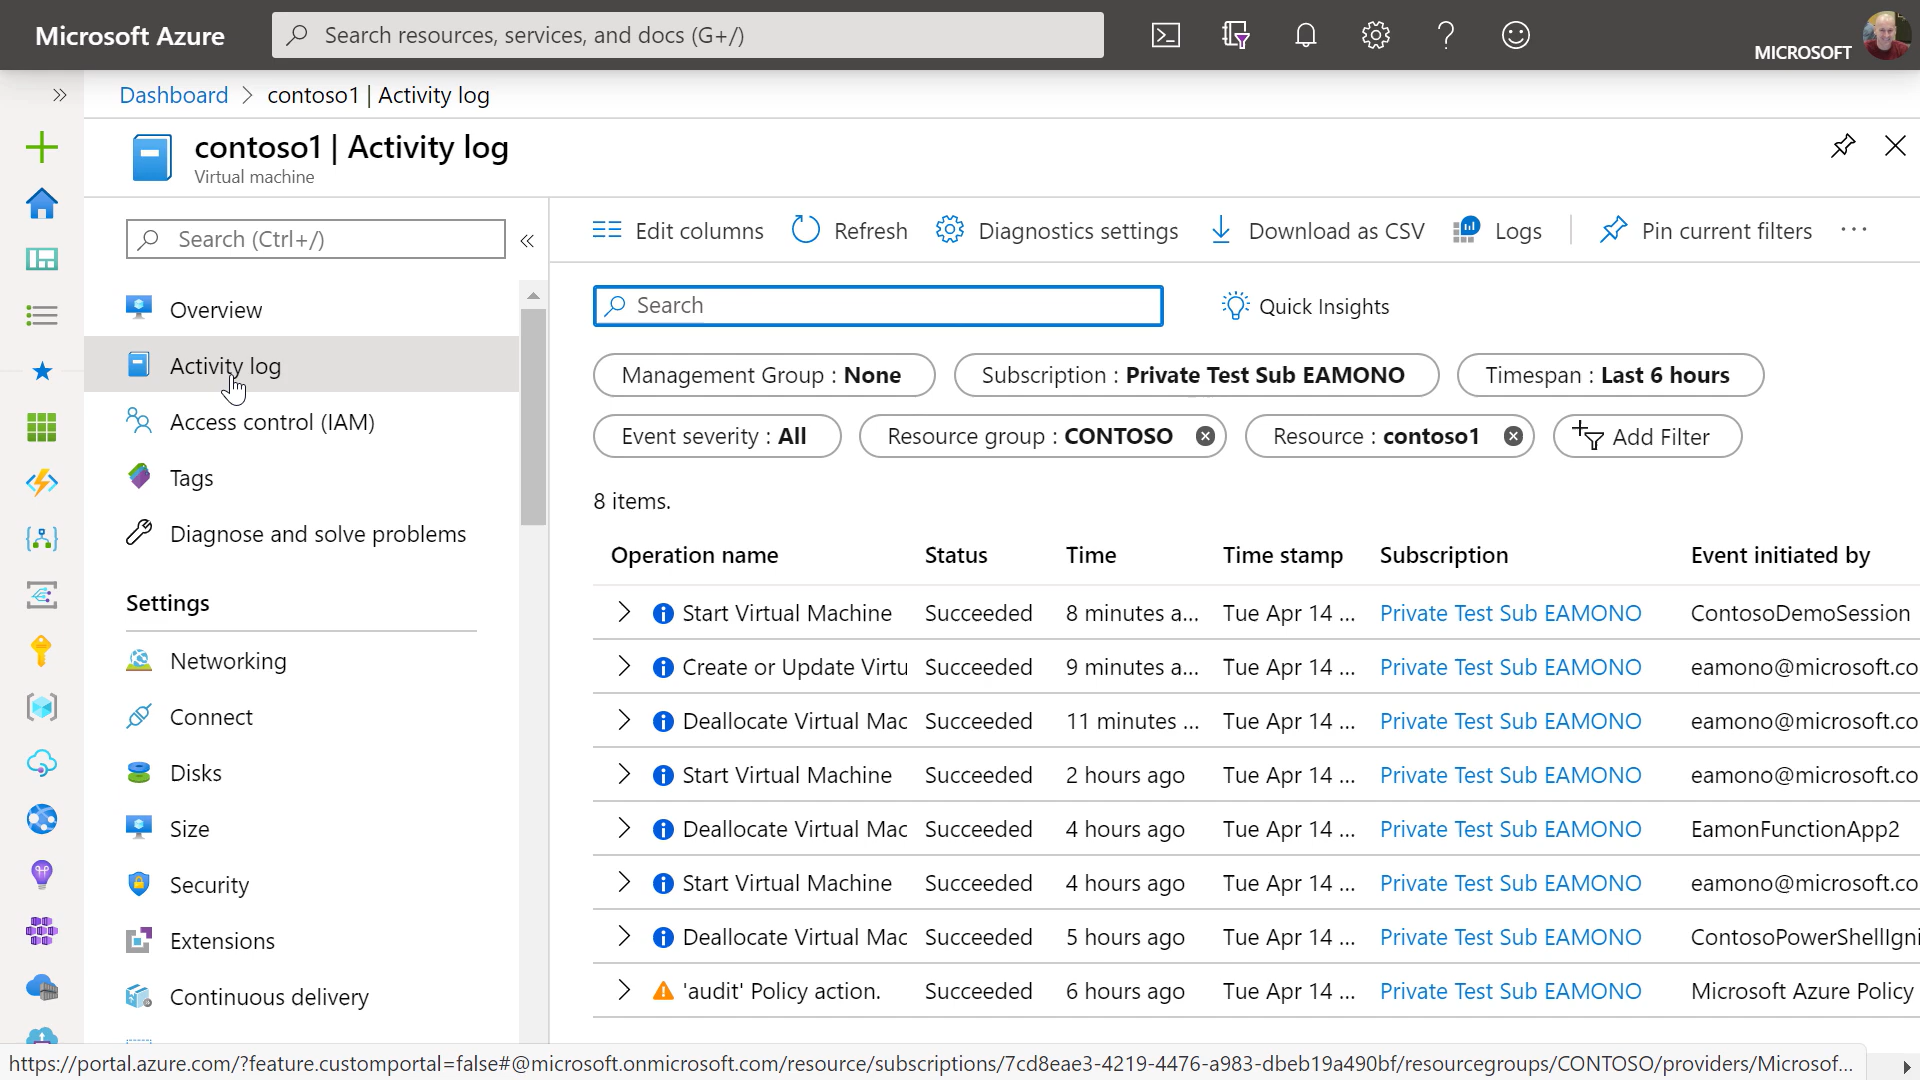 Microsoft Azure
Search resources, services, and docs (G+/)
MICROSOFT
Dashboard > contoso1 | Activity log
contoso1 | Activity log
Virtual machine
Search (Ctrl+/)
Overview
Activity log
Access control (IAM)
Tags
Diagnose and solve problems
Settings
Networking
Connect
Disks
Size
Security
Extensions
Continuous delivery
Edit columns Refresh Diagnostics settings Download as CSV Logs Pin current filters ...
Search
Quick Insights
Management Group : None Subscription : Private Test Sub EAMONO Timespan : Last 6 hours
Event severity : All Resource group : CONTOSO Resource : contoso1 Add Filter
8 items.
Operation name Status Time Time stamp Subscription Event initiated by
Start Virtual Machine Succeeded 8 minutes a... Tue Apr 14 ... Private Test Sub EAMONO ContosoDemoSession
Create or Update Virtu Succeeded 9 minutes a... Tue Apr 14 ... Private Test Sub EAMONO eamono@microsoft.co
Deallocate Virtual Mac Succeeded 11 minutes ... Tue Apr 14 ... Private Test Sub EAMONO eamono@microsoft.co
Start Virtual Machine Succeeded 2 hours ago Tue Apr 14 ... Private Test Sub EAMONO eamono@microsoft.co
Deallocate Virtual Mac Succeeded 4 hours ago Tue Apr 14 ... Private Test Sub EAMONO EamonFunctionApp2
Start Virtual Machine Succeeded 4 hours ago Tue Apr 14 ... Private Test Sub EAMONO eamono@microsoft.co
Deallocate Virtual Mac Succeeded 5 hours ago Tue Apr 14 ... Private Test Sub EAMONO ContosoPowerShellIgni
'audit' Policy action. Succeeded 6 hours ago Tue Apr 14 ... Private Test Sub EAMONO Microsoft Azure Policy
https://portal.azure.com/?feature.customportal=false#@microsoft.onmicrosoft.com/resource/subscriptions/7cd8eae3-4219-4476-a983-dbeb19a490bf/resourcegroups/CONTOSO/providers/Microsof...